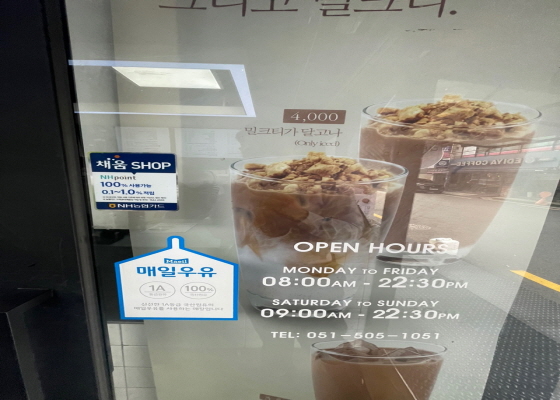 그리고 달고나.
4,000
밀크티가 달고나
(Only iced)
채움 SHOP
NHpoint
100% 사용가능
0.1~1.0% 적립
NH농협카드
EDIYA COFFEE
Maeil
매일우유
1A
100%
OPEN HOURS
MONDAY TO FRIDAY
08:00AM - 22:30PM
SATURDAY TO SUNDAY
09:00AM - 22:30PM
TEL: 051-505-1051